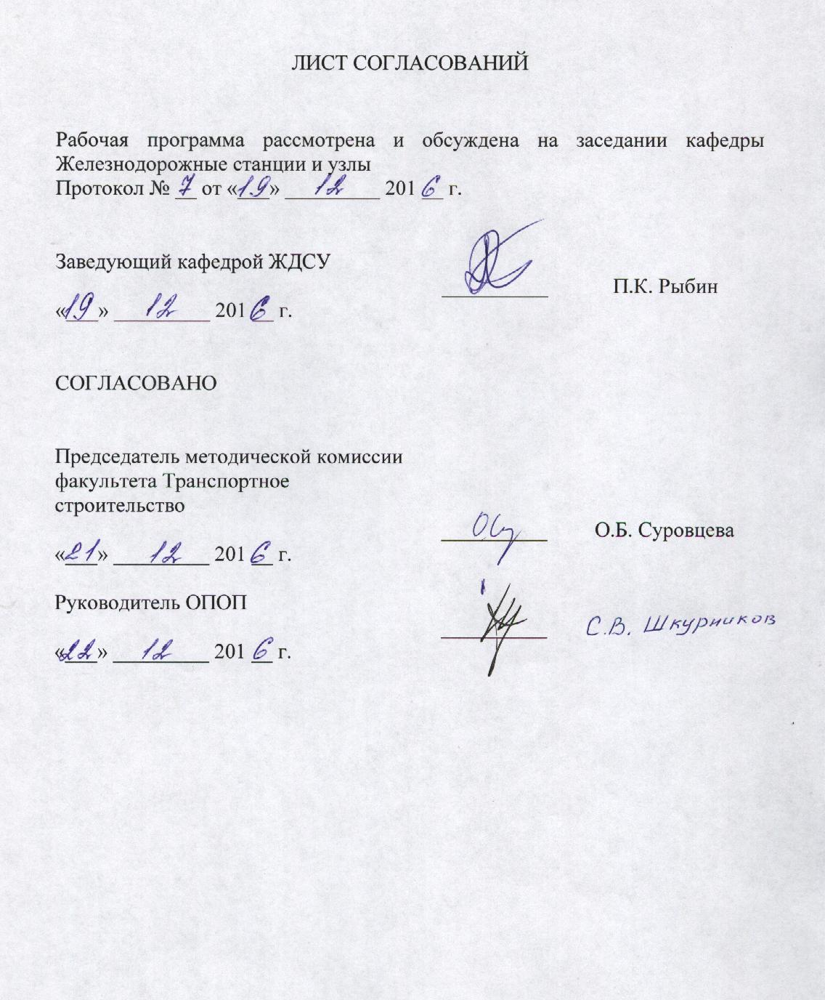 ЛИСТ СОГЛАСОВАНИЙ
Рабочая программа рассмотрена и обсуждена на заседании кафедры
Железнодорожные станции и узлы
Протокол № 7 от «19» 12 2016 г.
Заведующий кафедрой ЖДСУ
П.К. Рыбин
«19» 12 2016 г.
СОГЛАСОВАНО
Председатель методической комиссии
факультета Транспортное
строительство
О.Б. Суровцева
«21» 12 2016 г.
Руководитель ОПОП
С.В. Шкурников
«22» 12 2016 г.